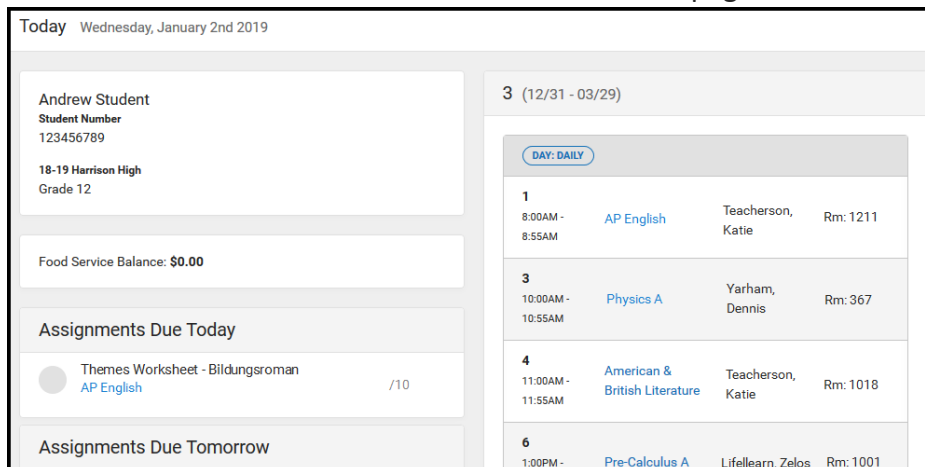 Today Wednesday, January 2nd 2019
Andrew Student
Student Number
123456789
18-19 Harrison High
Grade 12
Food Service Balance: $0.00
Assignments Due Today
Themes Worksheet - Bildungsroman
AP English
/10
Assignments Due Tomorrow
3 (12/31 - 03/29)
DAY: DAILY
1
8:00AM -
8:55AM
AP English
Teacherson,
Katie
Rm: 1211
3
10:00AM -
10:55AM
Physics A
Yarham,
Dennis
Rm: 367
4
11:00AM -
11:55AM
American &
British Literature
Teacherson,
Katie
Rm: 1018
6
1:00PM -
Pre-Calculus A
Lifellearn, Zelos
Rm: 1001